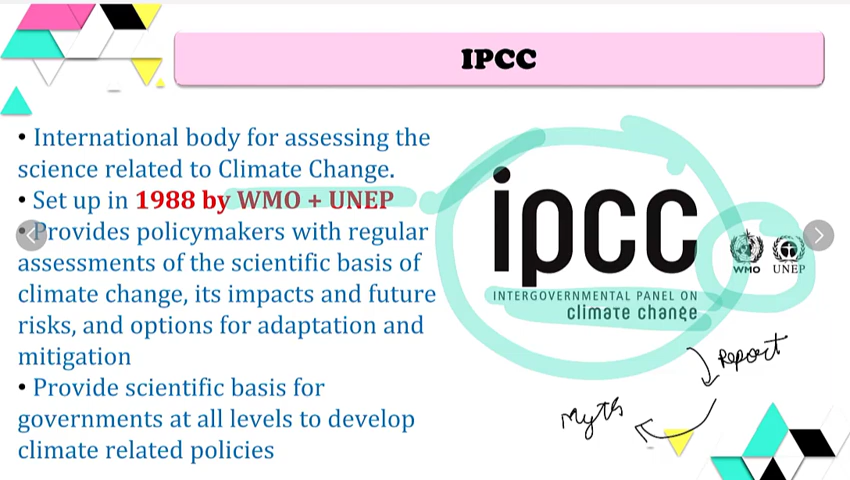 IPCC
• International body for assessing the
science related to Climate Change.
• Set up in 1988 by WMO + UNEP
• Provides policymakers with regular
assessments of the scientific basis of
climate change, its impacts and future
risks, and options for adaptation and
mitigation
• Provide scientific basis for
governments at all levels to develop
climate related policies
ipcc
INTERGOVERNMENTAL PANEL ON
climate change
WMO UNEP
Report
Myth